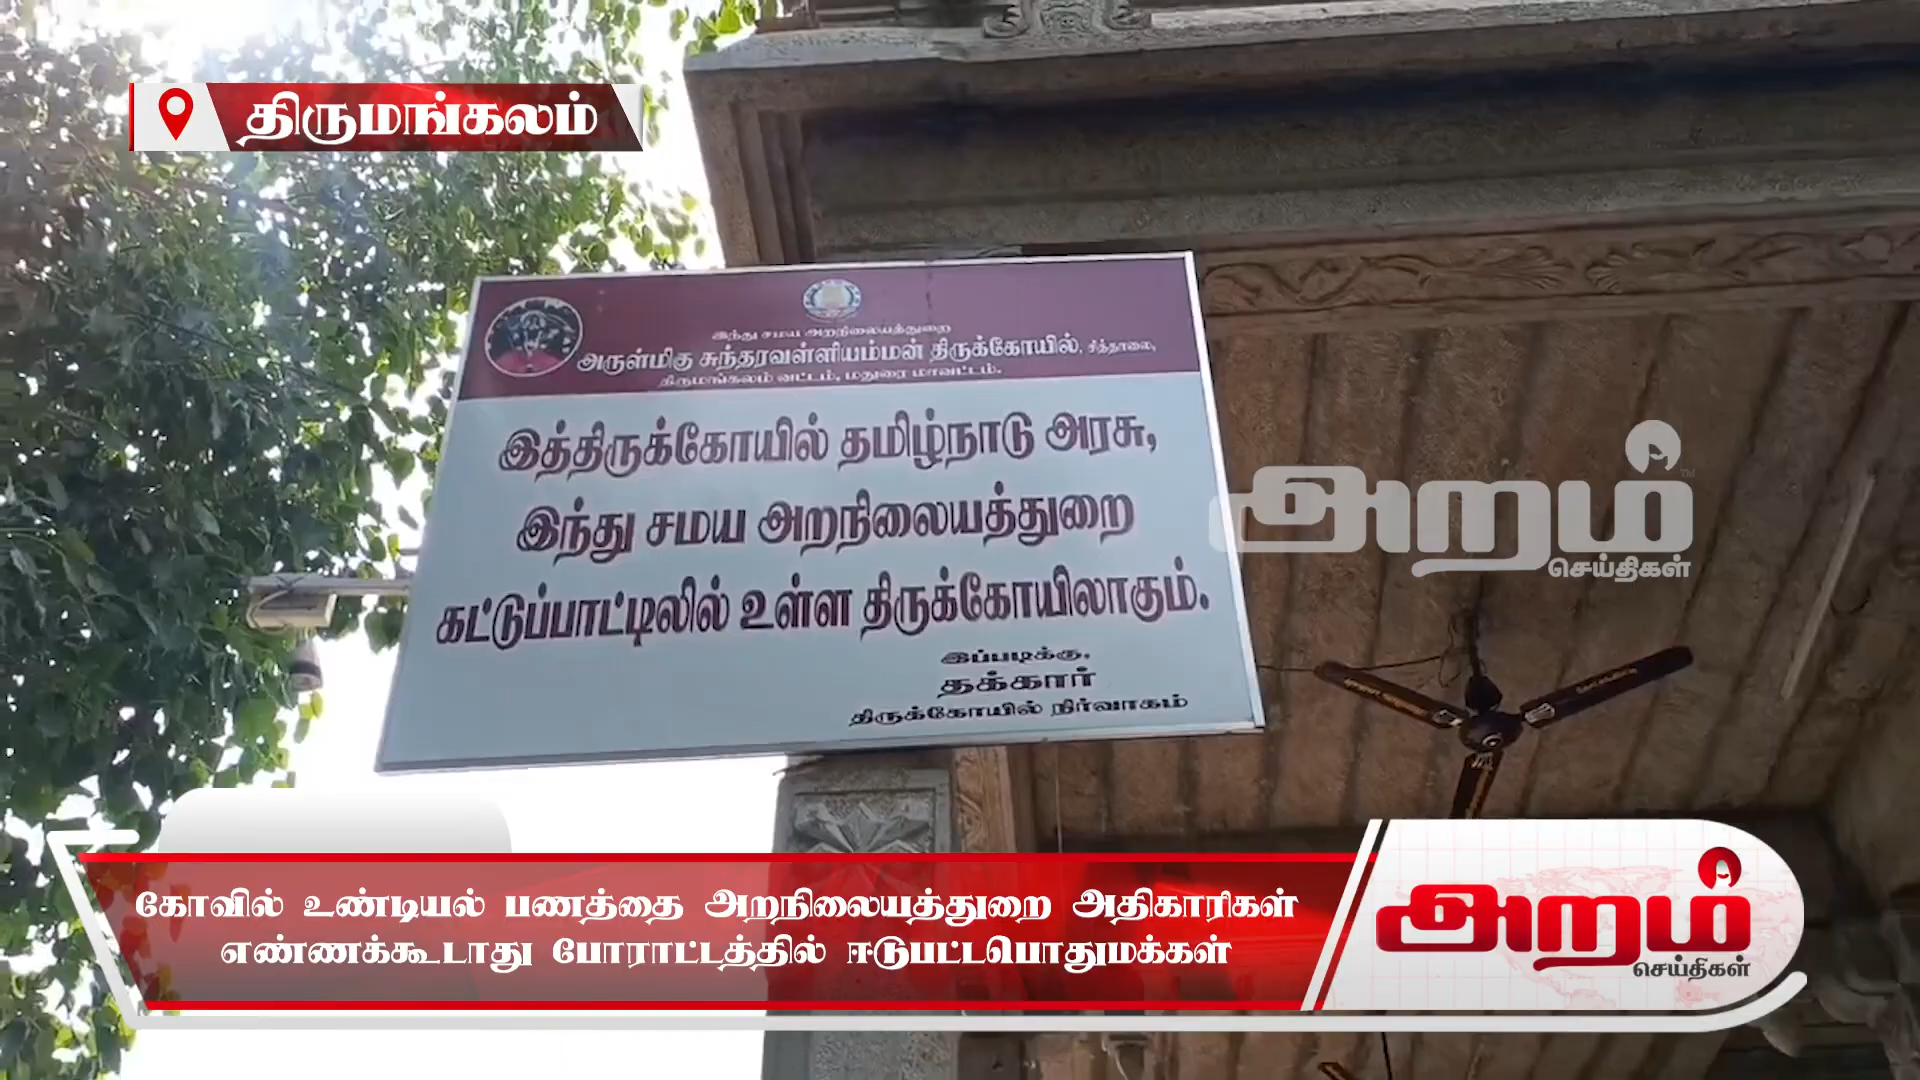 திருமங்கலம்
இந்து சமய அறநிலையத்துறை
அருள்மிகு சுந்தரவள்ளியம்மன் திருக்கோயில், சித்தாலை,
திருமங்கலம் வட்டம், மதுரை மாவட்டம்.
இத்திருக்கோயில் தமிழ்நாடு அரசு,
இந்து சமய அறநிலையத்துறை
கட்டுப்பாட்டிலில் உள்ள திருக்கோயிலாகும்.
இப்படிக்கு,
தக்கார்
திருக்கோயில் நிர்வாகம்
அறம்
செய்திகள்
கோவில் உண்டியல் பணத்தை அறநிலையத்துறை அதிகாரிகள்
எண்ணக்கூடாது போராட்டத்தில் ஈடுபட்டபொதுமக்கள்
அறம்
செய்திகள்